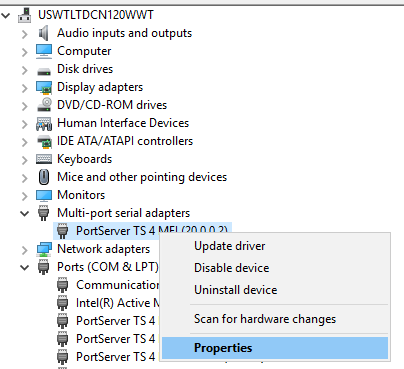 USWTLTDCN120WWT
Audio inputs and outputs
Computer
Disk drives
Display adapters
DVD/CD-ROM drives
Human Interface Devices
IDE ATA/ATAPI controllers
Keyboards
Mice and other pointing devices
Monitors
Multi-port serial adapters
PortServer TS 4 MEI (20.0.0.2)
Network adapters
Ports (COM & LPT)
Communication
Intel(R) Active M
PortServer TS 4
PortServer TS 4
PortServer TS 4
Update driver
Disable device
Uninstall device
Scan for hardware changes
Properties